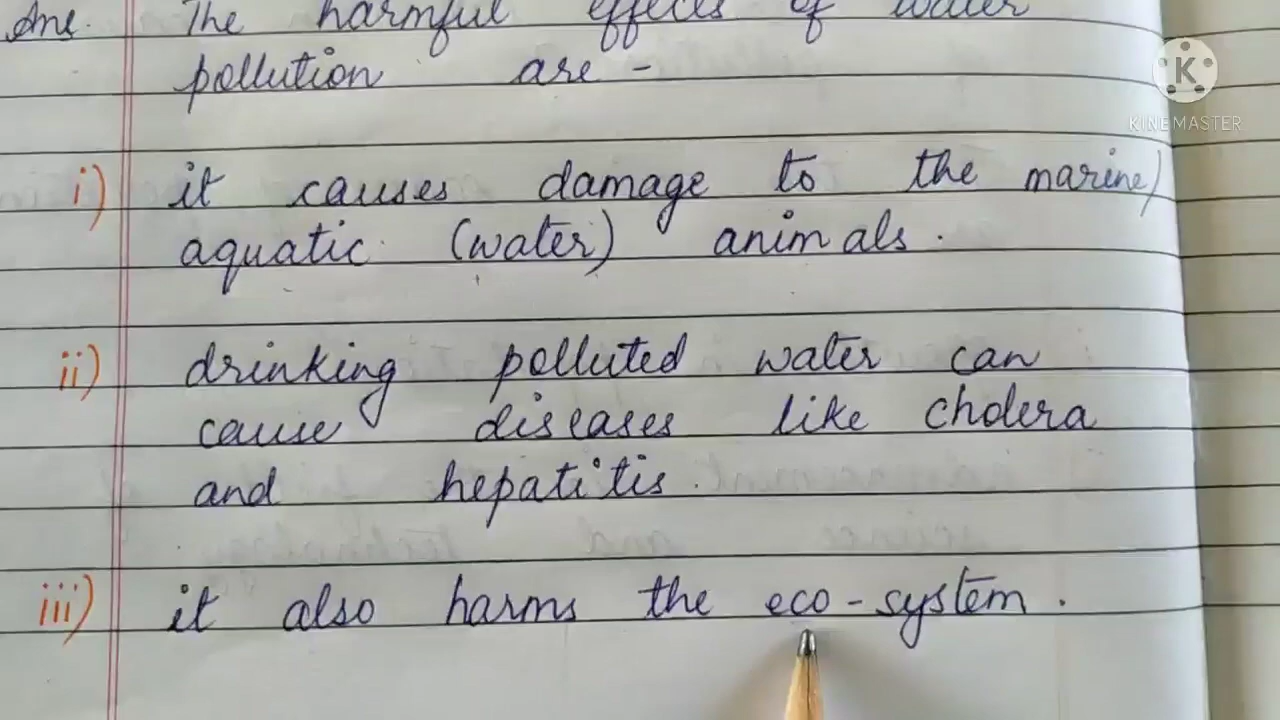 Ans. The harmful effects of water
pollution are -
i) it causes damage to the marine/
aquatic (water) animals.
ii) drinking polluted water can
cause diseases like cholera
and hepatitis.
iii) it also harms the eco-system.
K
KINEMASTER